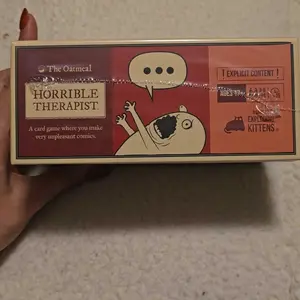 The Oatmeal
HORRIBLE
THERAPIST
A card game where you make
very unpleasant comics.
! EXPLICIT CONTENT !
EXPLODING
KITTENS